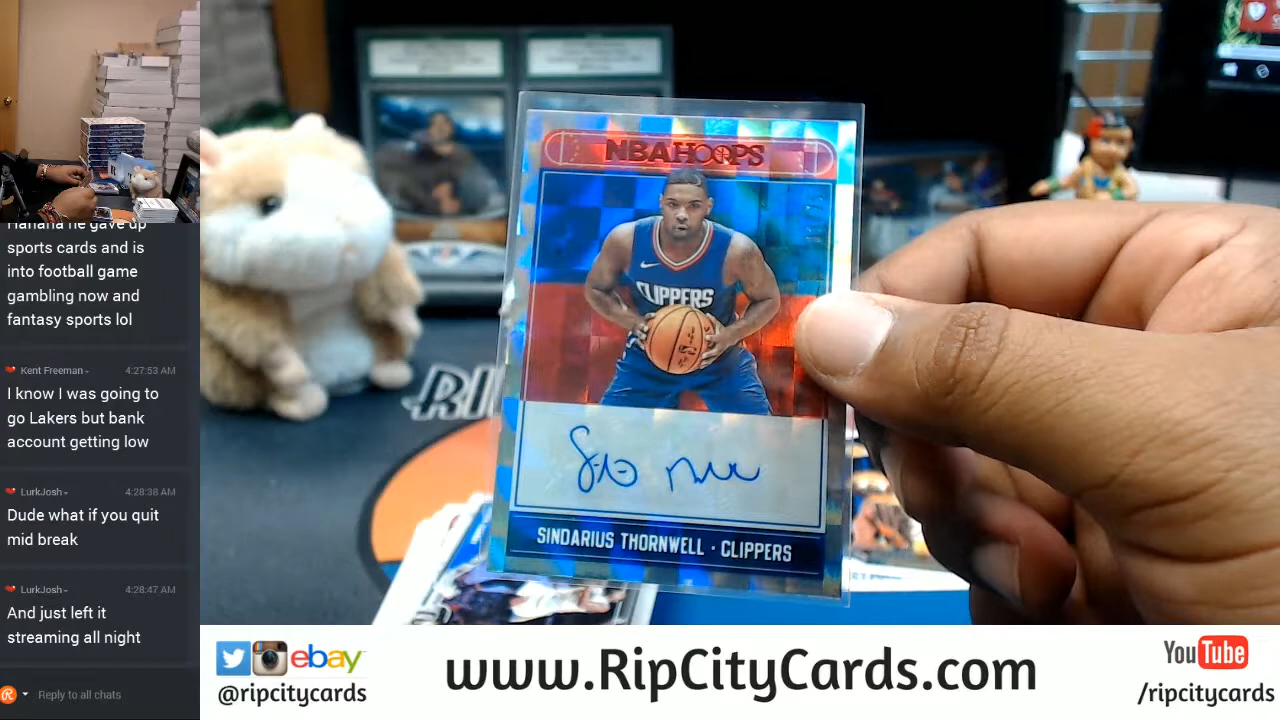 Hahaha he gave up
sports cards and is
into football game
gambling now and
fantasy sports lol
Kent Freeman 4:27:53 AM
I know I was going to
go Lakers but bank
account getting low
LurkJosh 4:28:38 AM
Dude what if you quit
mid break
LurkJosh 4:28:47 AM
And just left it
streaming all night
Reply to all chats
NBA HOOPS
CLIPPERS
SINDARIUS THORNWELL · CLIPPERS
ebay
@ripcitycards
www.RipCityCards.com
YouTube
/ripcitycards